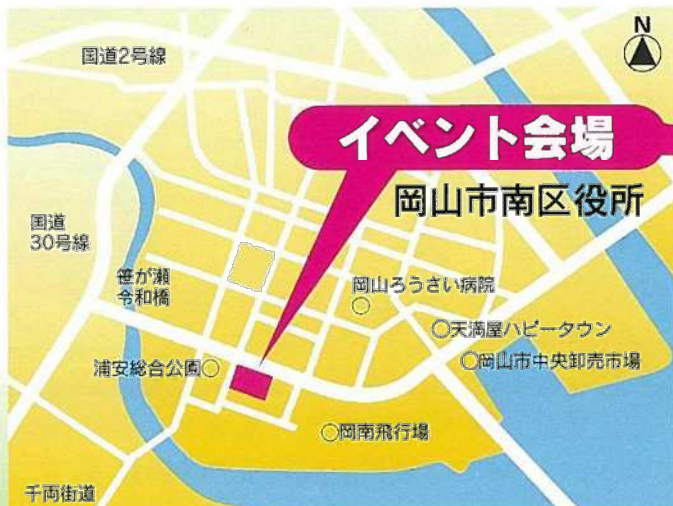 N
国道2号線
イベント会場
岡山市南区役所
国道
30号線
笹が瀬
令和橋
岡山ろうさい病院
天満屋ハピータウン
岡山市中央卸売市場
浦安総合公園
岡南飛行場
千両街道